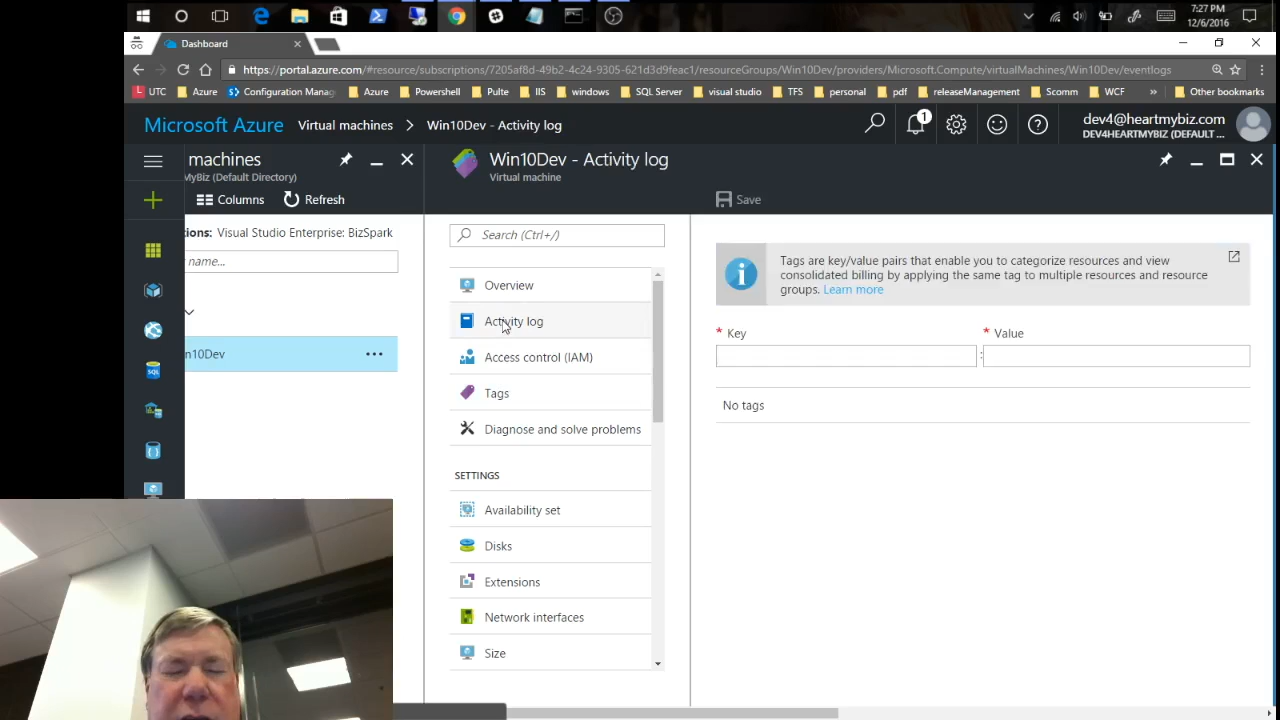 7:27 PM
12/6/2016
Dashboard
https://portal.azure.com/#resource/subscriptions/7205af8d-49b2-4c24-9305-621d3d9feac1/resourceGroups/Win10Dev/providers/Microsoft.Compute/virtualMachines/Win10Dev/eventlogs
UTC Azure Configuration Mana Azure Powershell Pulte IIS windows SQL Server visual studio TFS personal pdf releaseManagement Scomm WCF » Other bookmarks
Microsoft Azure Virtual machines > Win10Dev - Activity log
1
dev4@heartmybiz.com
DEV4HEARTMYBIZ (DEFAULT ...
machines
MyBiz (Default Directory)
Columns Refresh
ions: Visual Studio Enterprise: BizSpark
name...
n10Dev ...
Win10Dev - Activity log
Virtual machine
Search (Ctrl+/)
Overview
Activity log
Access control (IAM)
Tags
Diagnose and solve problems
SETTINGS
Availability set
Disks
Extensions
Network interfaces
Size
Save
Tags are key/value pairs that enable you to categorize resources and view
consolidated billing by applying the same tag to multiple resources and resource
groups. Learn more
* Key * Value
:
No tags